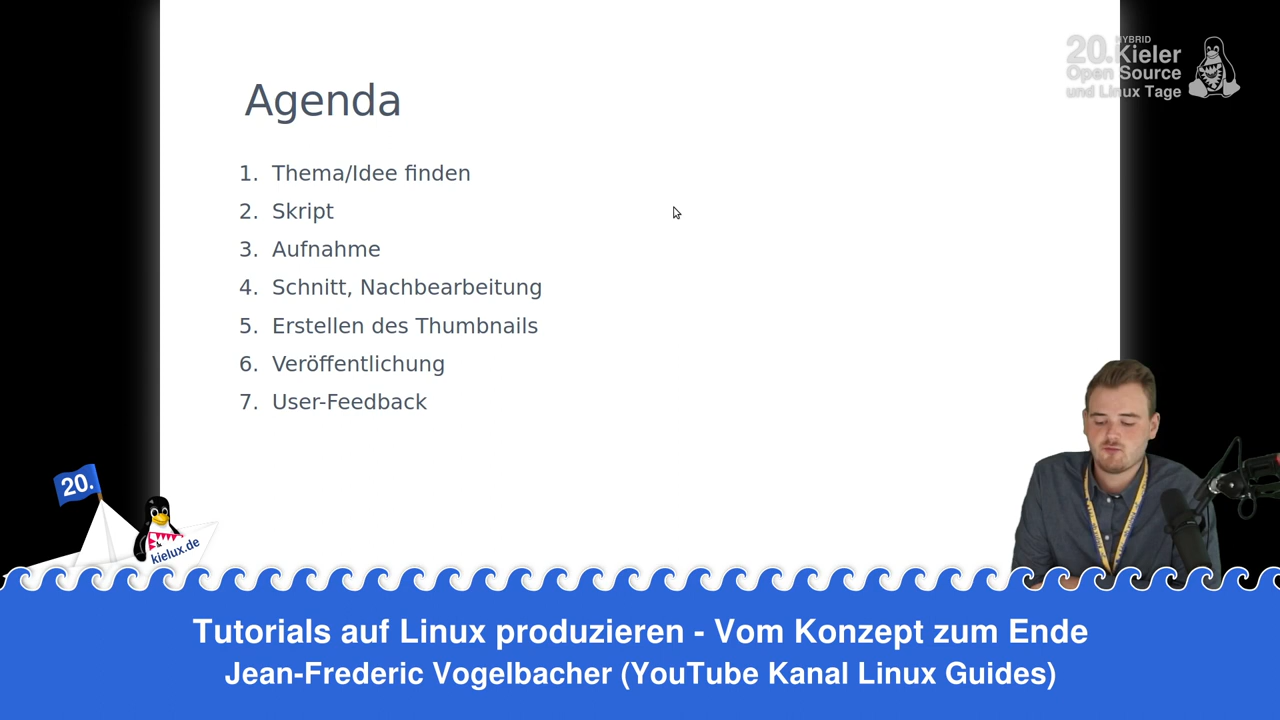 HYBRID
20.Kieler
Open Source
und Linux Tage
Agenda
1. Thema/Idee finden
2. Skript
3. Aufnahme
4. Schnitt, Nachbearbeitung
5. Erstellen des Thumbnails
6. Veröffentlichung
7. User-Feedback
20.
kielux.de
Tutorials auf Linux produzieren - Vom Konzept zum Ende
Jean-Frederic Vogelbacher (YouTube Kanal Linux Guides)